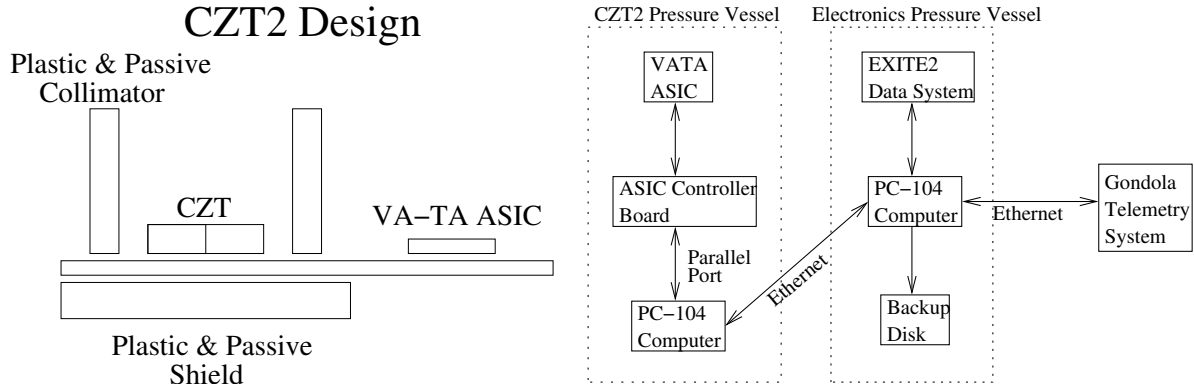 CZT2 Design
Plastic & Passive
Collimator
CZT
VA−TA ASIC
Plastic & Passive
Shield
CZT2 Pressure Vessel
VATA
ASIC
ASIC Controller
Board
Parallel
Port
PC−104
Computer
Ethernet
Electronics Pressure Vessel
EXITE2
Data System
PC−104
Computer
Backup
Disk
Ethernet
Gondola
Telemetry
System